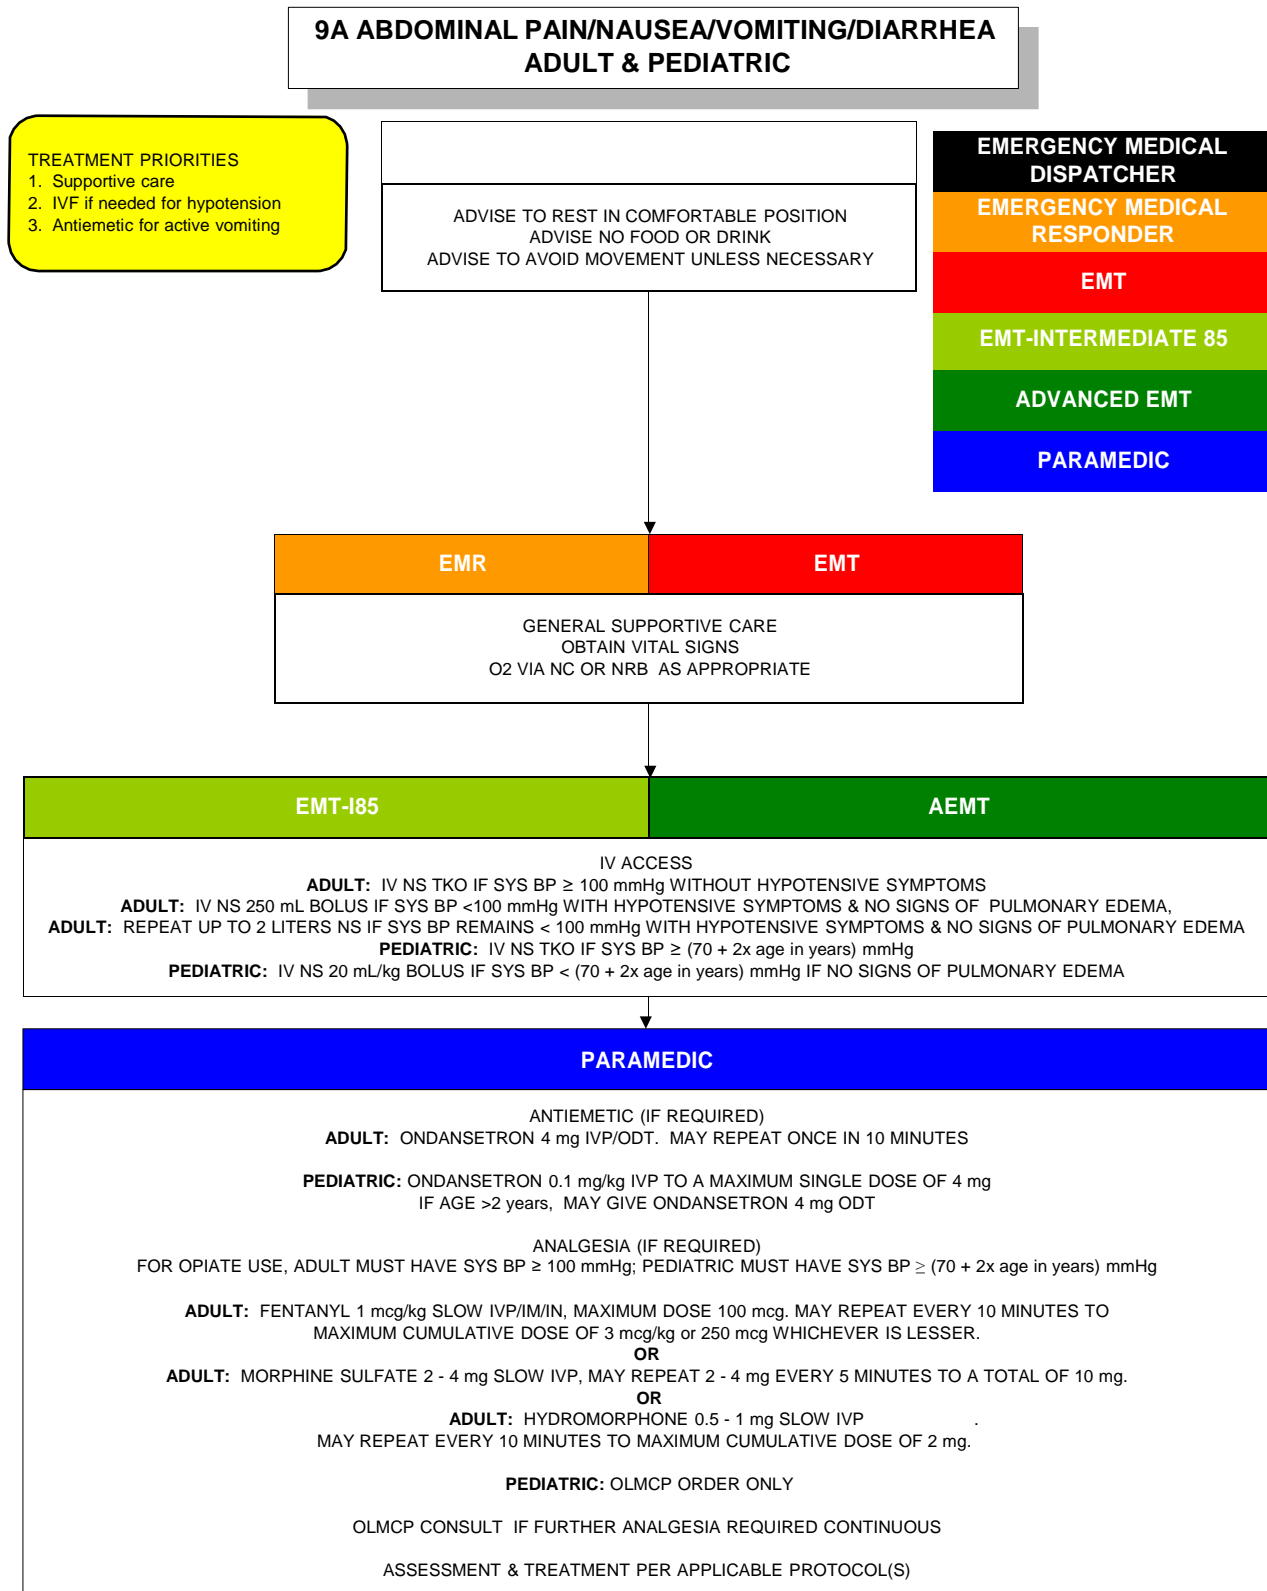 9A ABDOMINAL PAIN/NAUSEA/VOMITING/DIARRHEA
ADULT & PEDIATRIC
TREATMENT PRIORITIES
1. Supportive care
2. IVF if needed for hypotension
3. Antiemetic for active vomiting
ADVISE TO REST IN COMFORTABLE POSITION
ADVISE NO FOOD OR DRINK
ADVISE TO AVOID MOVEMENT UNLESS NECESSARY
EMERGENCY MEDICAL
DISPATCHER
EMERGENCY MEDICAL
RESPONDER
EMT
EMT-INTERMEDIATE 85
ADVANCED EMT
PARAMEDIC
EMR
EMT
GENERAL SUPPORTIVE CARE
OBTAIN VITAL SIGNS
O2 VIA NC OR NRB AS APPROPRIATE
EMT-I85
AEMT
IV ACCESS
ADULT: IV NS TKO IF SYS BP ≥ 100 mmHg WITHOUT HYPOTENSIVE SYMPTOMS
ADULT: IV NS 250 mL BOLUS IF SYS BP <100 mmHg WITH HYPOTENSIVE SYMPTOMS & NO SIGNS OF PULMONARY EDEMA,
ADULT: REPEAT UP TO 2 LITERS NS IF SYS BP REMAINS < 100 mmHg WITH HYPOTENSIVE SYMPTOMS & NO SIGNS OF PULMONARY EDEMA
PEDIATRIC: IV NS TKO IF SYS BP ≥ (70 + 2x age in years) mmHg
PEDIATRIC: IV NS 20 mL/kg BOLUS IF SYS BP < (70 + 2x age in years) mmHg IF NO SIGNS OF PULMONARY EDEMA
PARAMEDIC
ANTIEMETIC (IF REQUIRED)
ADULT: ONDANSETRON 4 mg IVP/ODT. MAY REPEAT ONCE IN 10 MINUTES
PEDIATRIC: ONDANSETRON 0.1 mg/kg IVP TO A MAXIMUM SINGLE DOSE OF 4 mg
IF AGE >2 years, MAY GIVE ONDANSETRON 4 mg ODT
ANALGESIA (IF REQUIRED)
FOR OPIATE USE, ADULT MUST HAVE SYS BP ≥ 100 mmHg; PEDIATRIC MUST HAVE SYS BP ≥ (70 + 2x age in years) mmHg
ADULT: FENTANYL 1 mcg/kg SLOW IVP/IM/IN, MAXIMUM DOSE 100 mcg. MAY REPEAT EVERY 10 MINUTES TO
MAXIMUM CUMULATIVE DOSE OF 3 mcg/kg or 250 mcg WHICHEVER IS LESSER.
OR
ADULT: MORPHINE SULFATE 2 - 4 mg SLOW IVP, MAY REPEAT 2 - 4 mg EVERY 5 MINUTES TO A TOTAL OF 10 mg.
OR
ADULT: HYDROMORPHONE 0.5 - 1 mg SLOW IVP .
MAY REPEAT EVERY 10 MINUTES TO MAXIMUM CUMULATIVE DOSE OF 2 mg.
PEDIATRIC: OLMCP ORDER ONLY
OLMCP CONSULT IF FURTHER ANALGESIA REQUIRED CONTINUOUS
ASSESSMENT & TREATMENT PER APPLICABLE PROTOCOL(S)